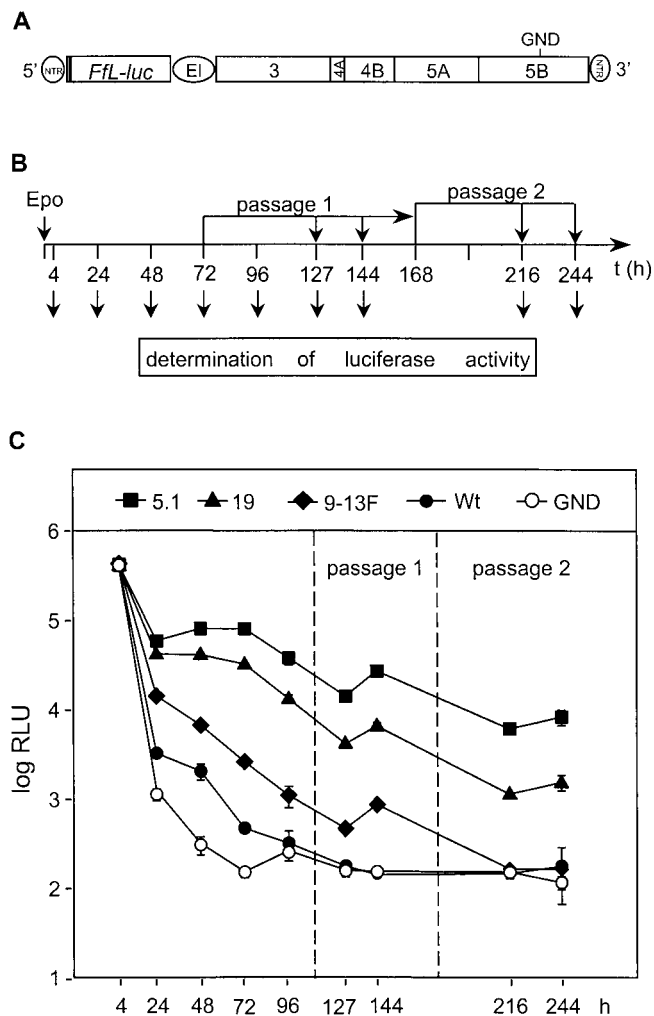 A
GND
5' NTR FfL-luc EI 3 4A 4B 5A 5B NTR 3'
B
Epo
passage 1
passage 2
4 24 48 72 96 127 144 168 216 244 t (h)
determination of luciferase activity
C
5.1 19 9-13F Wt GND
6
passage 1 passage 2
5
4
log RLU
3
2
1
4 24 48 72 96 127 144 216 244 h